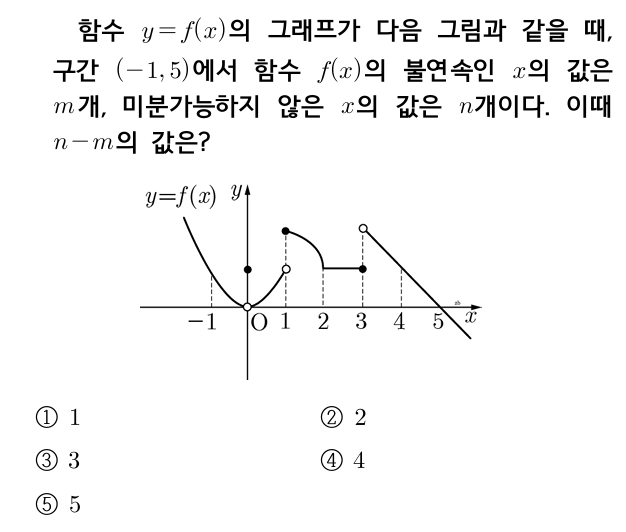 함수 y=f(x)의 그래프가 다음 그림과 같을 때,
구간 (−1, 5)에서 함수 f(x)의 불연속인 x의 값은
m개, 미분가능하지 않은 x의 값은 n개이다. 이때
n−m의 값은?
y=f(x) y
−1 O 1 2 3 4 5 x
① 1 ② 2
③ 3 ④ 4
⑤ 5